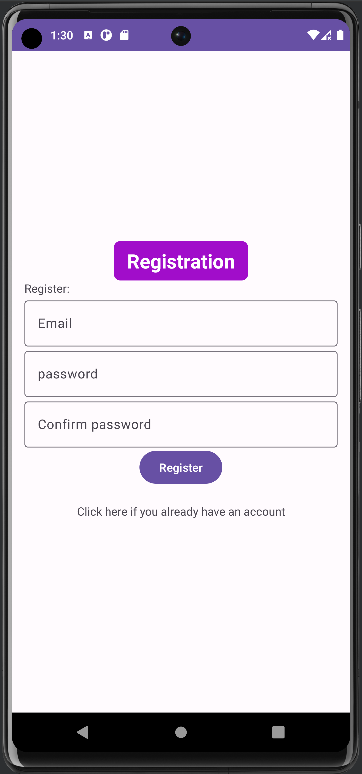 1:30
Registration
Register:
Email
password
Confirm password
Register
Click here if you already have an account